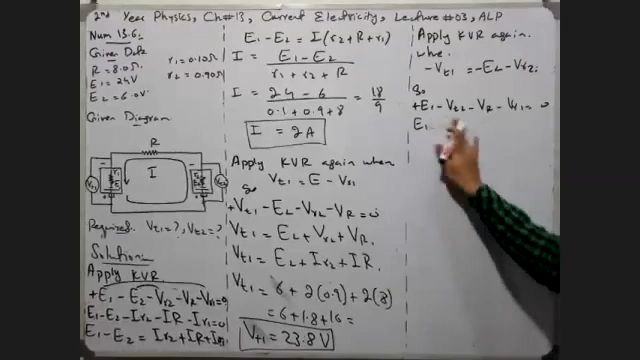 2nd Year Physics, Ch#13, Current Electricity, Lecture #03, ALP
Num 13.6.
Given Data
R = 8.0Ω
r1 = 0.10Ω
E1 = 24V
r2 = 0.90Ω
E2 = 6.0V
Given Diagram
R
I
Vt1
r1
E1
Required: Vt1 = ?, Vt2 = ?
Solution:
Apply KVR
+E1 - E2 - Vr2 - VR - Vr1 = 0
E1 - E2 - Ir2 - IR - Ir1 = 0
E1 - E2 = Ir2 + IR + Ir1
E1 - E2 = I(r2 + R + r1)
I = E1 - E2
r1 + r2 + R
I = 24 - 6 = 18
0.1 + 0.9 + 8 9
I = 2A
Apply KVR again when
Vt1 = E - Vr1
so
+Vt1 - E2 - Vr2 - VR = 0
Vt1 = E2 + Vr2 + VR
Vt1 = E2 + Ir2 + IR.
Vt1 = 6 + 2(0.9) + 2(8)
= 6 + 1.8 + 16 =
Vt1 = 23.8V
Apply KVR again.
when.
-Vt2 = -E2 - Vr2.
so
+E1 - Vt2 - VR - Vr1 = 0
E1